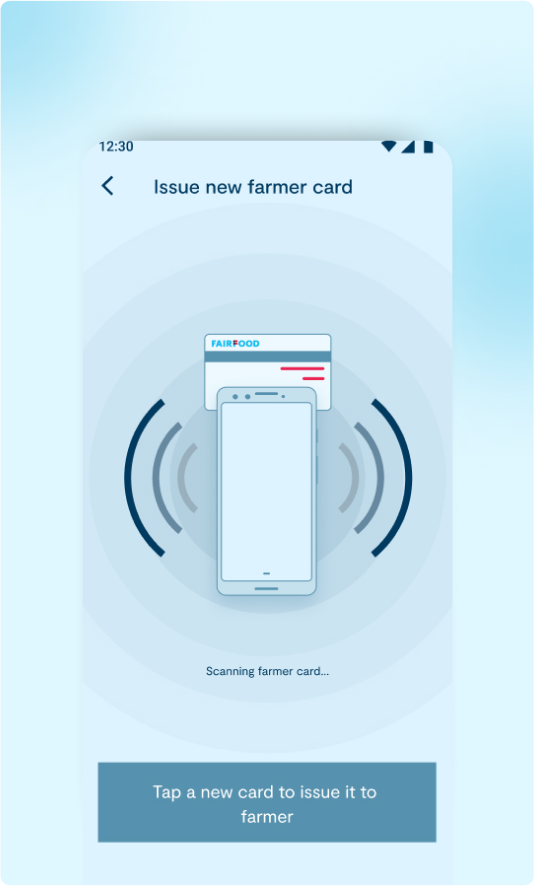 12:30
Issue new farmer card
FAIRFOOD
Scanning farmer card...
Tap a new card to issue it to
farmer